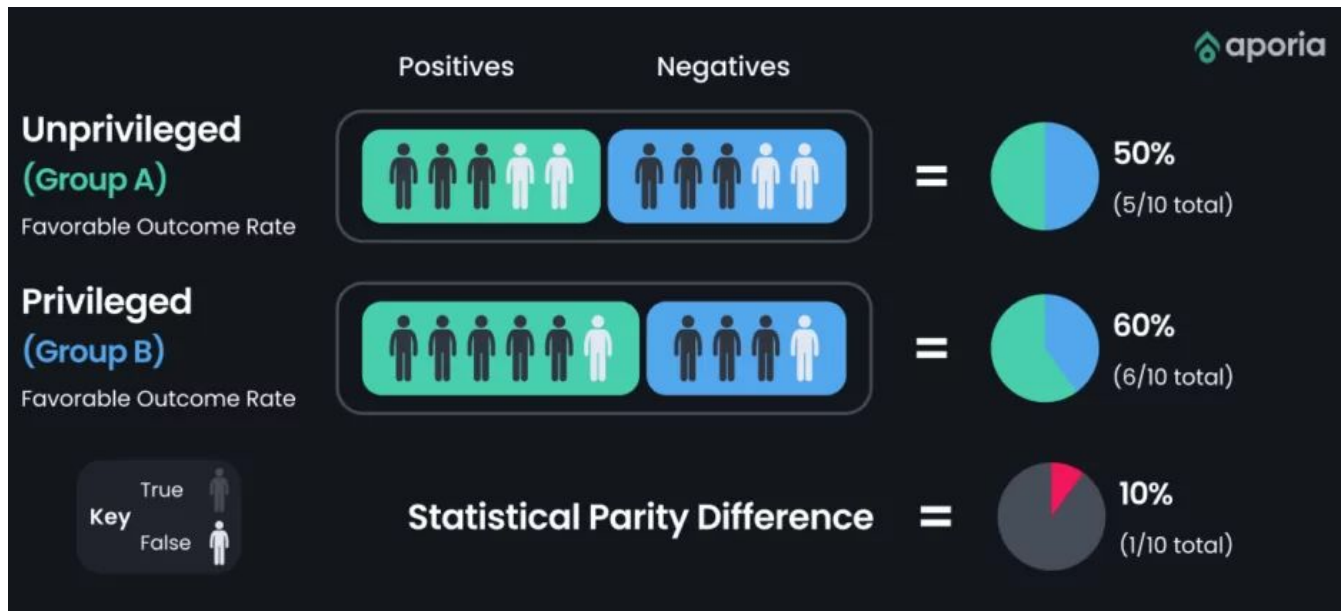 aporia
Positives Negatives
Unprivileged
(Group A)
Favorable Outcome Rate
=
50%
(5/10 total)
Privileged
(Group B)
Favorable Outcome Rate
=
60%
(6/10 total)
Key
True
False
Statistical Parity Difference =
10%
(1/10 total)